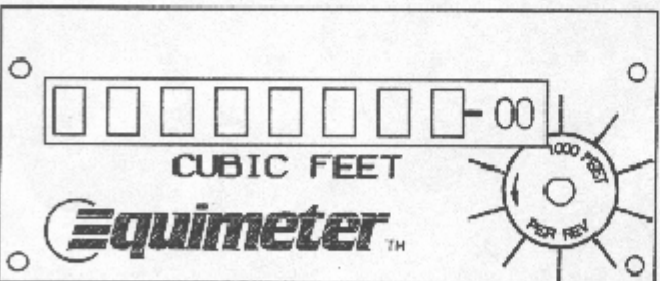 00
CUBIC FEET
1000 FEET
PER REV
Equimeter TM